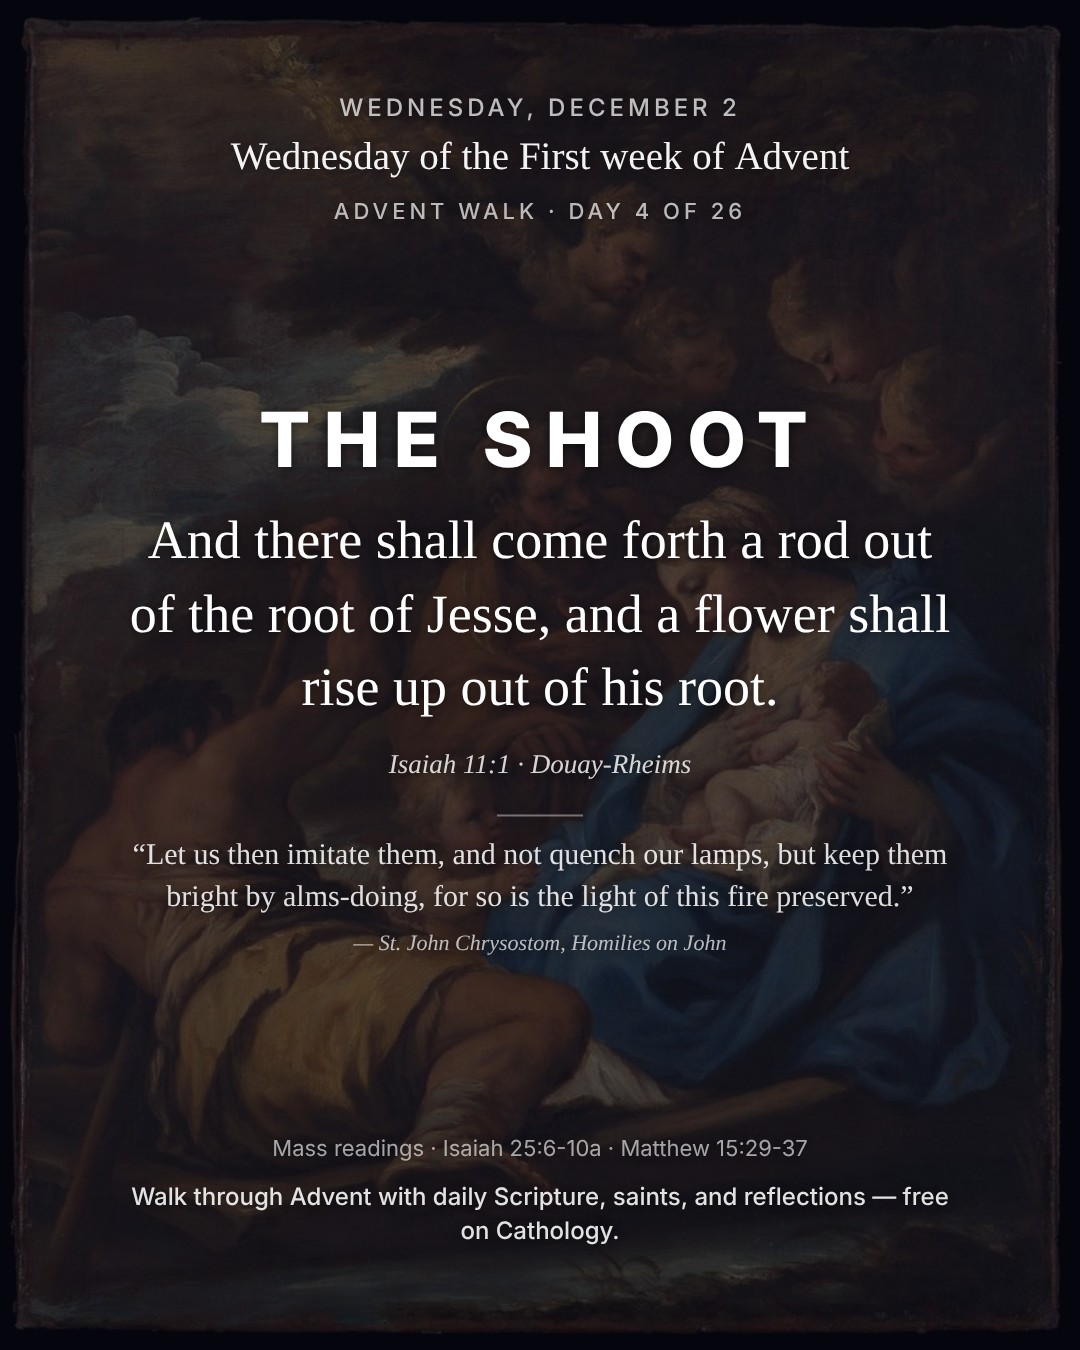 WEDNESDAY, DECEMBER 2
Wednesday of the First week of Advent
ADVENT WALK · DAY 4 OF 26
THE SHOOT
And there shall come forth a rod out
of the root of Jesse, and a flower shall
rise up out of his root.
Isaiah 11:1 · Douay-Rheims
“Let us then imitate them, and not quench our lamps, but keep them
bright by alms-doing, for so is the light of this fire preserved.”
— St. John Chrysostom, Homilies on John
Mass readings · Isaiah 25:6-10a · Matthew 15:29-37
Walk through Advent with daily Scripture, saints, and reflections — free
on Cathology.